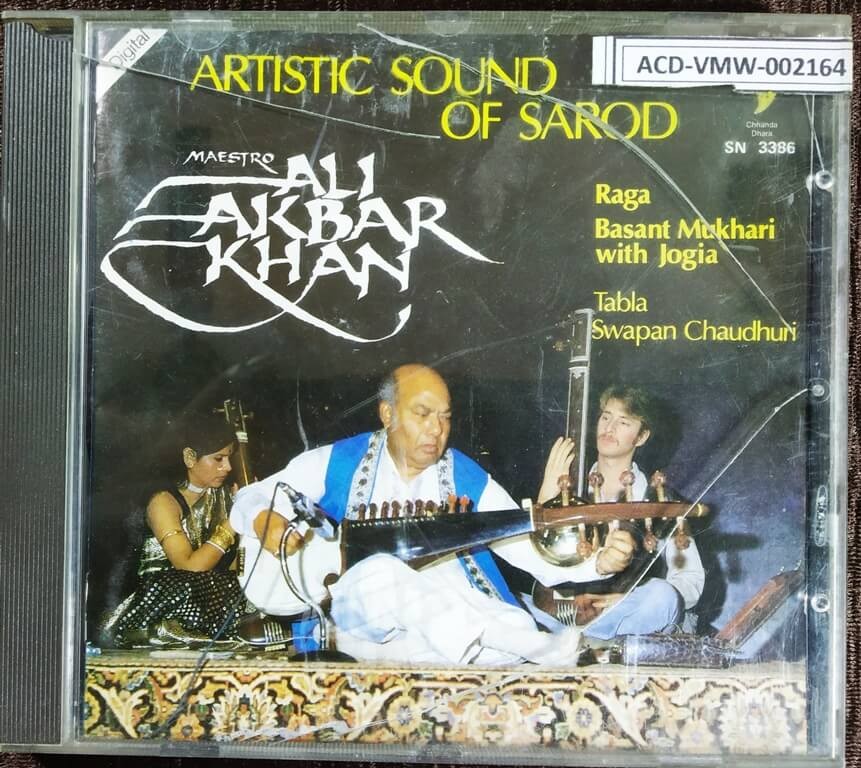 Digital
ARTISTIC SOUND
OF SAROD
ACD-VMW-002164
Chhanda
Dhara
SN 3386
MAESTRO
ALI
AKBAR
KHAN
Raga
Basant Mukhari
with Jogia
Tabla
Swapan Chaudhuri